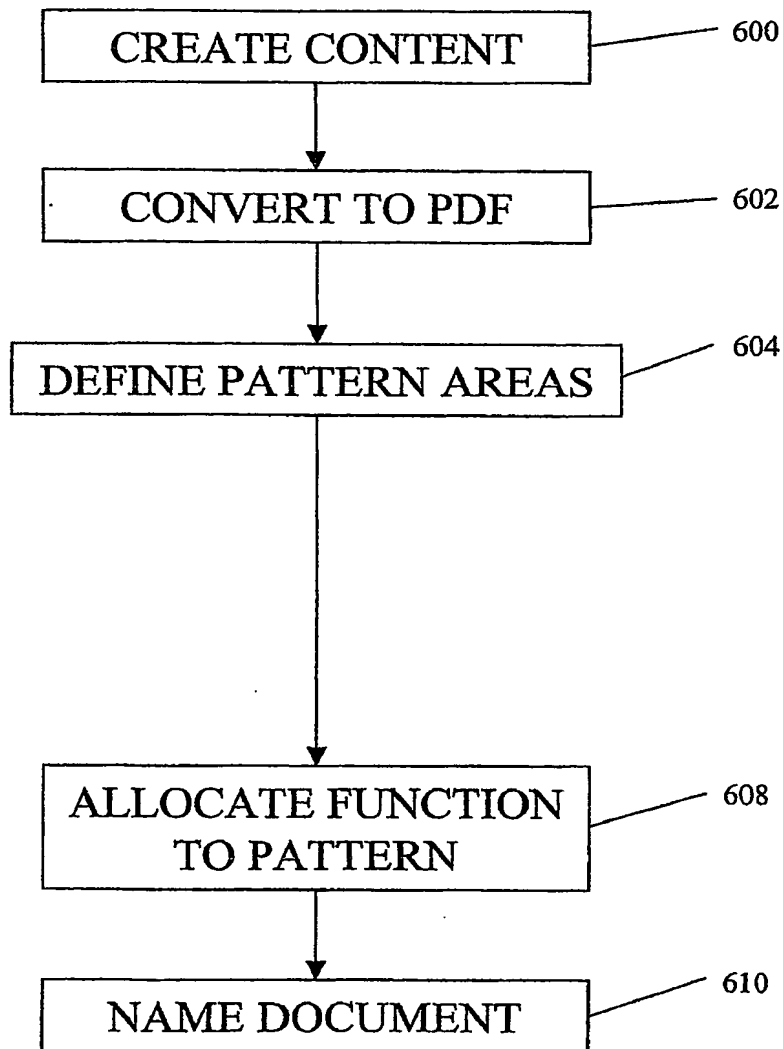 CREATE CONTENT
600
CONVERT TO PDF
602
DEFINE PATTERN AREAS
604
ALLOCATE FUNCTION
TO PATTERN
608
NAME DOCUMENT
610